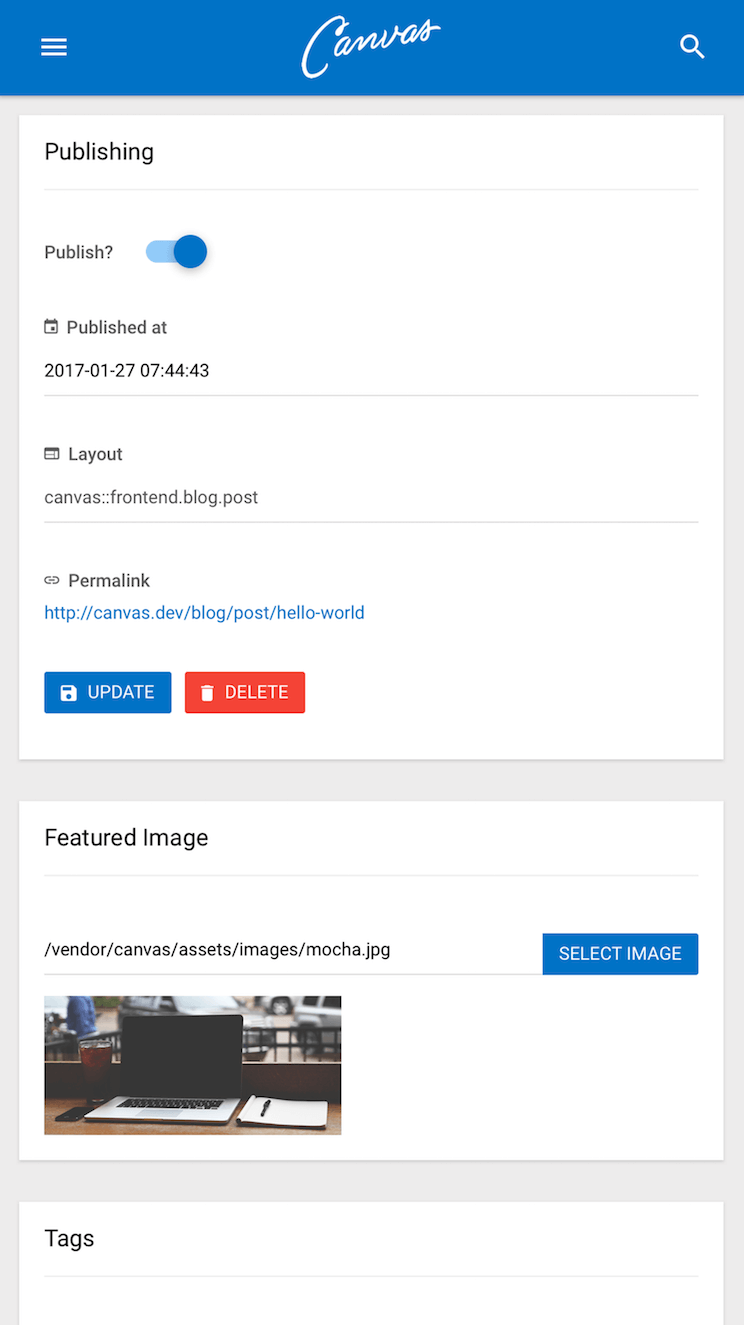 Canvas
Publishing
Publish?
Published at
2017-01-27 07:44:43
Layout
canvas::frontend.blog.post
Permalink
http://canvas.dev/blog/post/hello-world
UPDATE DELETE
Featured Image
/vendor/canvas/assets/images/mocha.jpg SELECT IMAGE
Tags